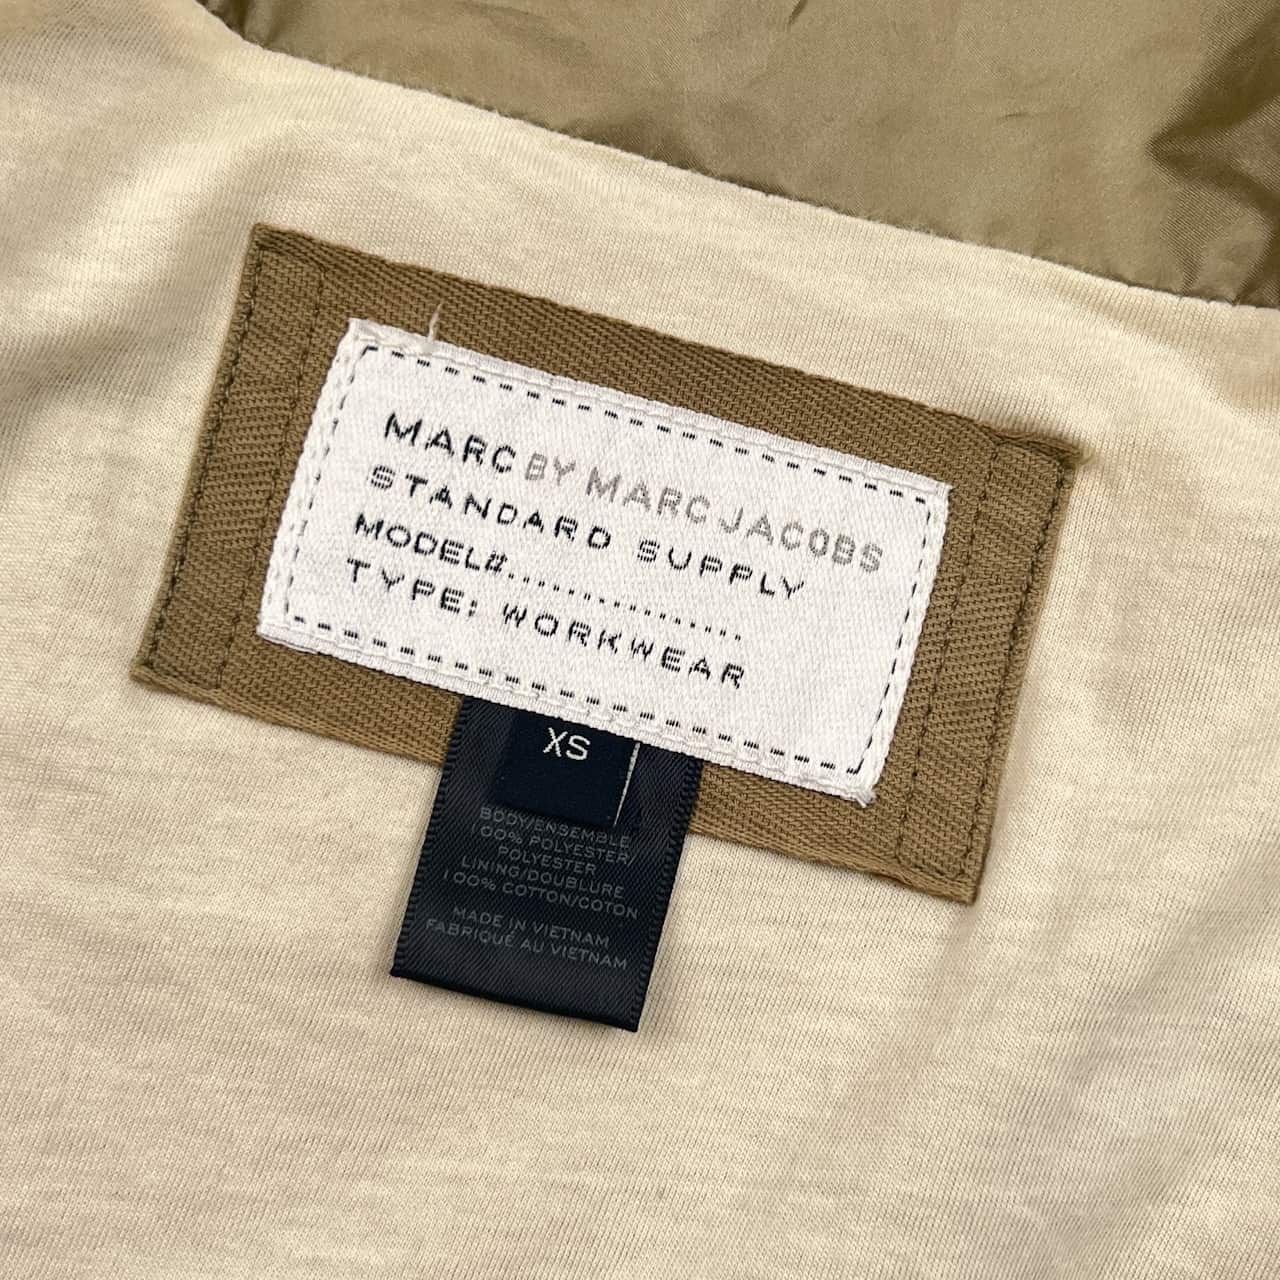 MARC BY MARC JACOBS
STANDARD SUPPLY
MODEL#....................
TYPE: WORKWEAR
XS
BODY/ENSEMBLE
100% POLYESTER/
POLYESTER
LINING/DOUBLURE
100% COTTON/COTON
MADE IN VIETNAM
FABRIQUÉ AU VIETNAM